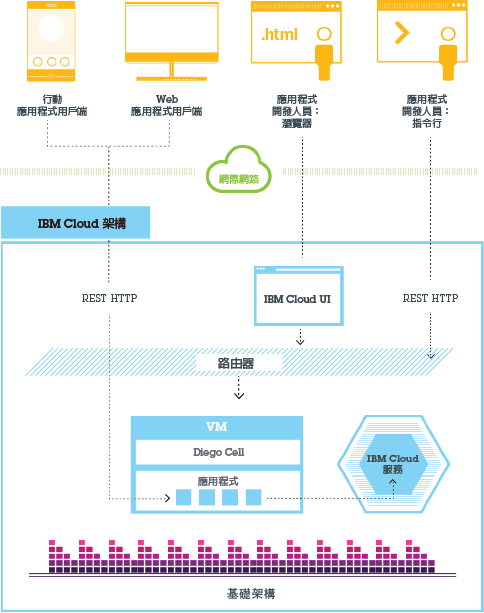 .html
行動
應用程式用戶端
Web
應用程式用戶端
應用程式
開發人員：
瀏覽器
應用程式
開發人員：
指令行
網際網路
IBM Cloud 架構
REST HTTP
IBM Cloud UI
REST HTTP
路由器
VM
Diego Cell
應用程式
IBM Cloud
服務
基礎架構